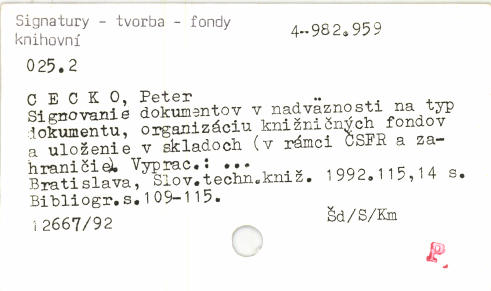 Signatury - tvorba - fondy
knihovní
4-982.959
025.2
C E C K O, Peter
Signovanie dokumentov v nadväznosti na typ
dokumentu, organizáciu knižničných fondov
a uloženie v skladoch (v rámci ČSFR a za-
hraničie). Vyprac.: ...
Bratislava, Slov.techn.kniž. 1992.115,14 s.
Bibliogr.s.109-115.
12667/92
Šd/S/Km
P.